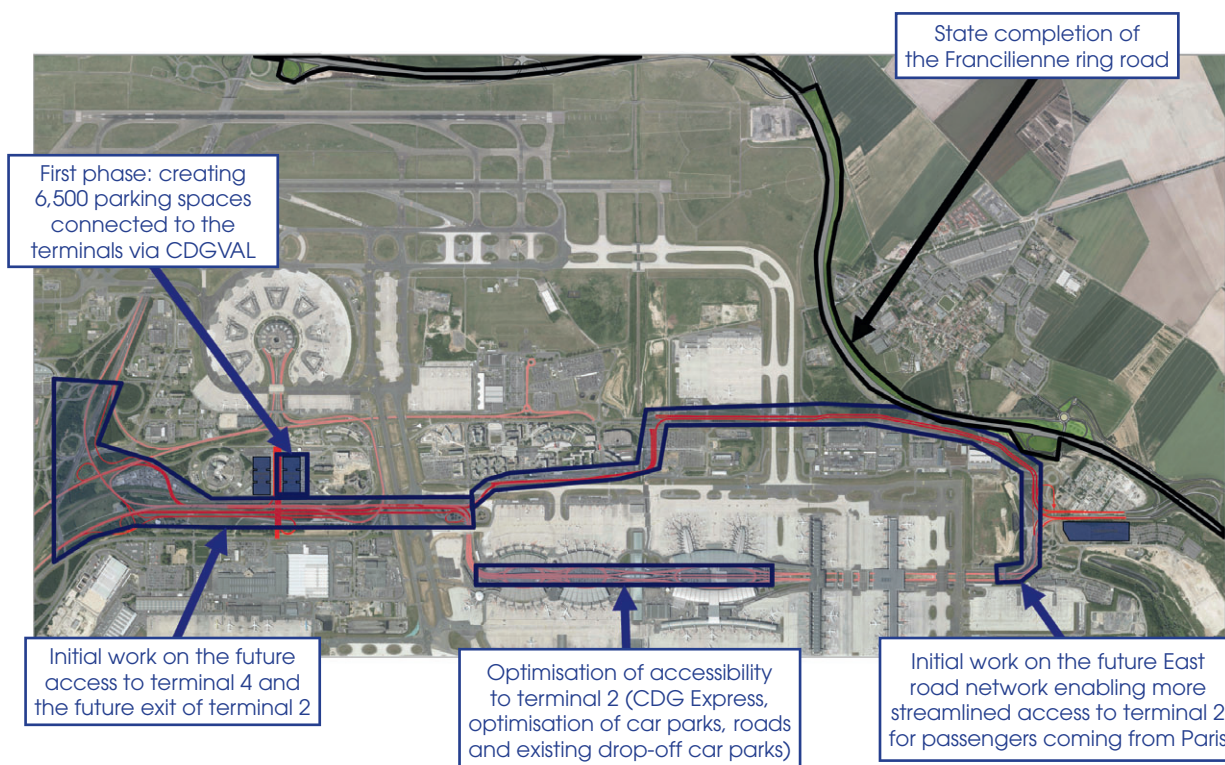 State completion of
the Francilienne ring road
First phase: creating
6,500 parking spaces
connected to the
terminals via CDGVAL
Initial work on the future
access to terminal 4 and
the future exit of terminal 2
Optimisation of accessibility
to terminal 2 (CDG Express,
optimisation of car parks, roads
and existing drop-off car parks)
Initial work on the future East
road network enabling more
streamlined access to terminal 2
for passengers coming from Paris